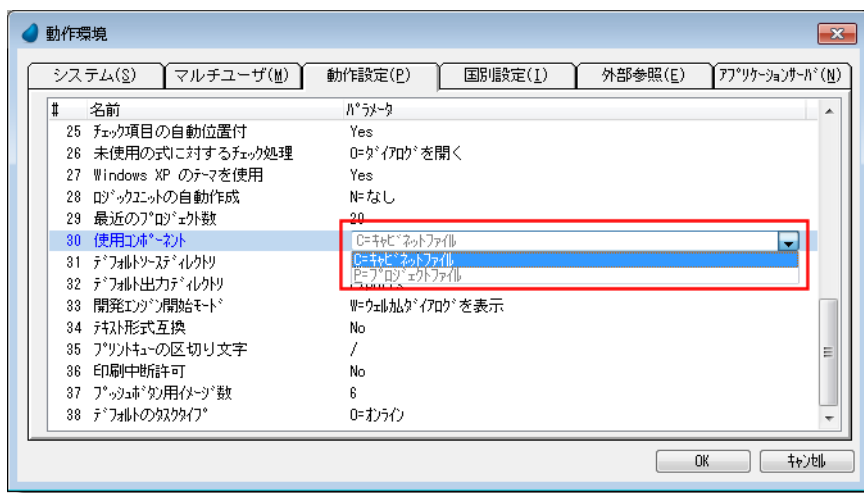 動作環境
システム(S) マルチユーザ(M) 動作設定(P) 国別設定(I) 外部参照(E) ｱﾌﾟﾘｹｰｼｮﾝｻｰﾊﾞ(N)
# 名前 ﾊﾟﾗﾒｰﾀ
25 ﾁｪｯｸ項目の自動位置付 Yes
26 未使用の式に対するﾁｪｯｸ処理 O=ﾀﾞｲｱﾛｸﾞを開く
27 Windows XP のﾃｰﾏを使用 Yes
28 ﾛｼﾞｯｸﾕﾆｯﾄの自動作成 N=なし
29 最近のﾌﾟﾛｼﾞｪｸﾄ数 20
30 使用ｺﾝﾎﾟｰﾈﾝﾄ C=ｷｬﾋﾞﾈｯﾄﾌｧｲﾙ
C=ｷｬﾋﾞﾈｯﾄﾌｧｲﾙ
P=ﾌﾟﾛｼﾞｪｸﾄﾌｧｲﾙ
31 ﾃﾞﾌｫﾙﾄｿｰｽﾃﾞｨﾚｸﾄﾘ
32 ﾃﾞﾌｫﾙﾄ出力ﾃﾞｨﾚｸﾄﾘ
33 開発ｴﾝｼﾞﾝ開始ﾓｰﾄﾞ W=ｳｪﾙｶﾑﾀﾞｲｱﾛｸﾞを表示
34 ﾃｷｽﾄ形式互換 No
35 ﾌﾟﾘﾝﾄｷｭｰの区切り文字 /
36 印刷中断許可 No
37 ﾌﾟｯｼｭﾎﾞﾀﾝ用ｲﾒｰｼﾞ数 6
38 ﾃﾞﾌｫﾙﾄのﾀｽｸﾀｲﾌﾟ O=ｵﾝﾗｲﾝ
OK ｷｬﾝｾﾙ